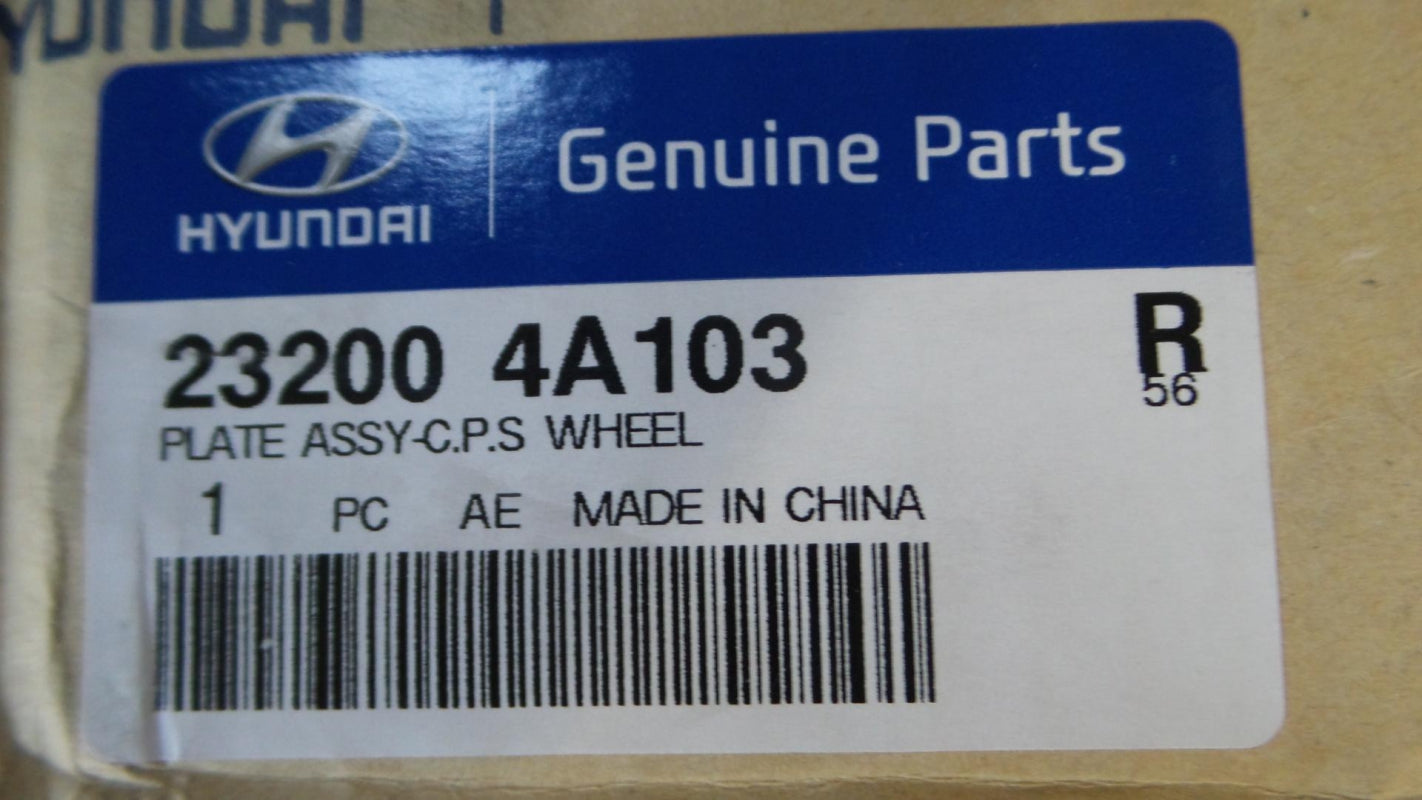 HYUNDAI
HYUNDAI
Genuine Parts
23200 4A103
R
56
PLATE ASSY-C.P.S WHEEL
1 PC AE MADE IN CHINA